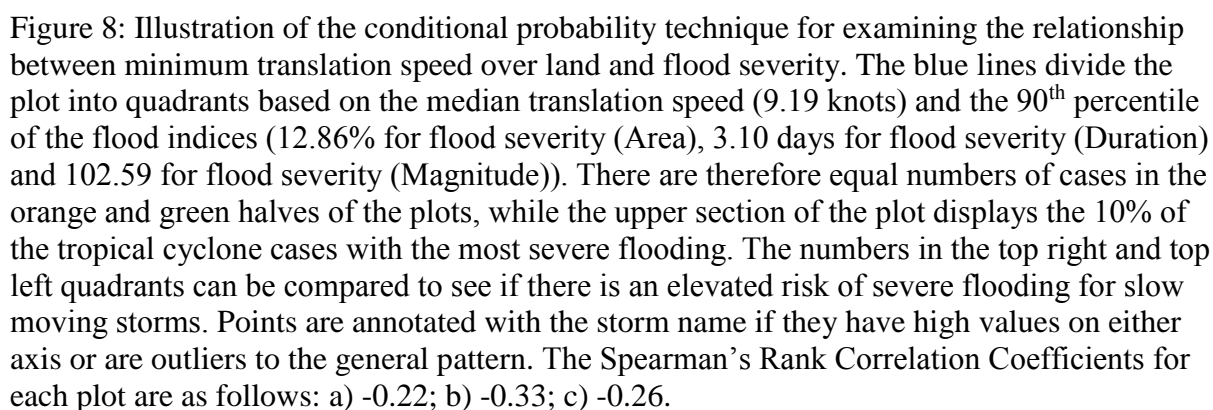 Figure 8: Illustration of the conditional probability technique for examining the relationship
between minimum translation speed over land and flood severity. The blue lines divide the
plot into quadrants based on the median translation speed (9.19 knots) and the 90th percentile
of the flood indices (12.86% for flood severity (Area), 3.10 days for flood severity (Duration)
and 102.59 for flood severity (Magnitude)). There are therefore equal numbers of cases in the
orange and green halves of the plots, while the upper section of the plot displays the 10% of
the tropical cyclone cases with the most severe flooding. The numbers in the top right and top
left quadrants can be compared to see if there is an elevated risk of severe flooding for slow
moving storms. Points are annotated with the storm name if they have high values on either
axis or are outliers to the general pattern. The Spearman's Rank Correlation Coefficients for
each plot are as follows: a) -0.22; b) -0.33; c) -0.26.